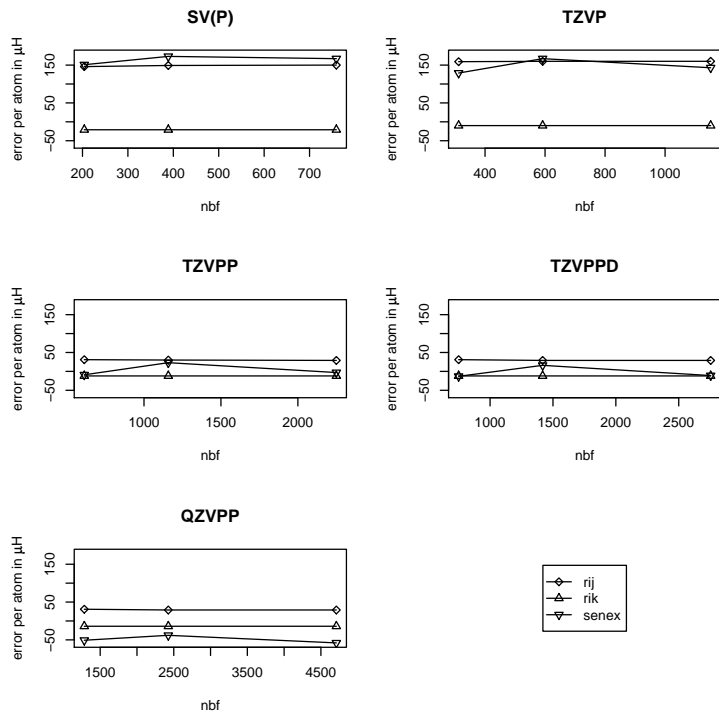 SV(P)
error per atom in μH
−50
50
150
200
300
400
500
600
700
nbf
TZVP
error per atom in μH
−50
50
150
400
600
800
1000
nbf
TZVPP
error per atom in μH
−50
50
150
1000
1500
2000
nbf
TZVPPD
error per atom in μH
−50
50
150
1000
1500
2000
2500
nbf
QZVPP
error per atom in μH
−50
50
150
1500
2500
3500
4500
nbf
rij
rik
senex